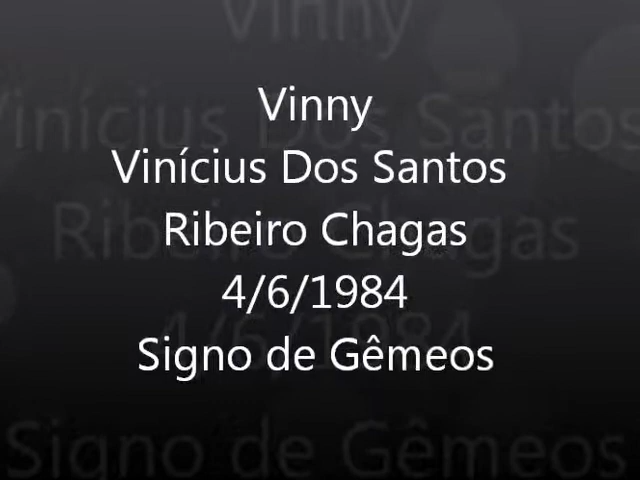 Vinny
Vinícius Dos Santos
Ribeiro Chagas
4/6/1984
Signo de Gêmeos